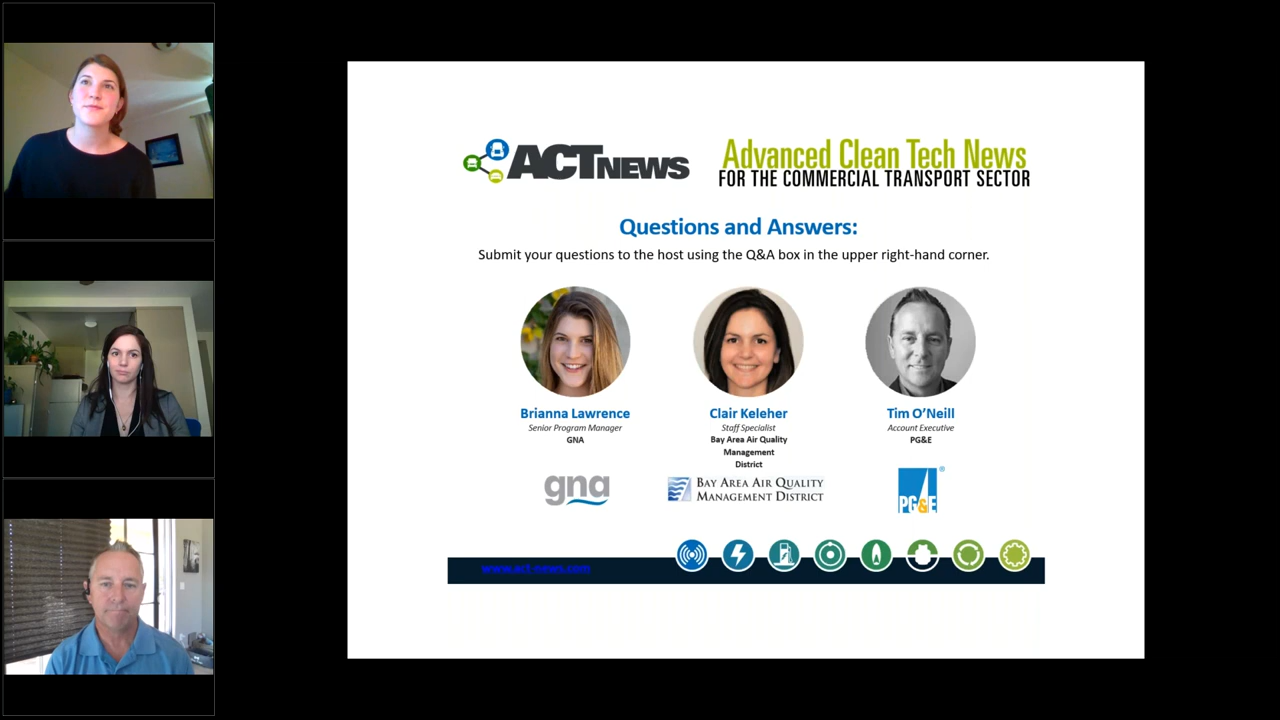 ACT NEWS
Advanced Clean Tech News
FOR THE COMMERCIAL TRANSPORT SECTOR
Questions and Answers:
Submit your questions to the host using the Q&A box in the upper right-hand corner.
Brianna Lawrence
Senior Program Manager
GNA
gna
Clair Keleher
Staff Specialist
Bay Area Air Quality
Management
District
BAY AREA AIR QUALITY
MANAGEMENT DISTRICT
Tim O'Neill
Account Executive
PG&E
PG&E®
www.act-news.com